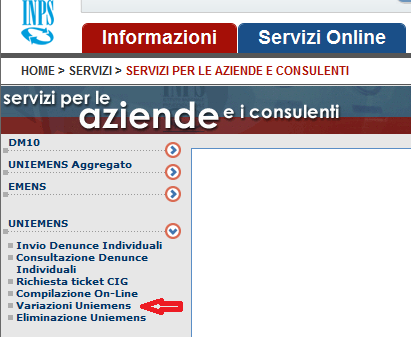 INPS
Informazioni
Servizi Online
HOME > SERVIZI > SERVIZI PER LE AZIENDE E CONSULENTI
servizi per le
aziende e i consulenti
DM10
UNIEMENS Aggregato
EMENS
UNIEMENS
Invio Denunce Individuali
Consultazione Denunce
Individuali
Richiesta ticket CIG
Compilazione On-Line
Variazioni Uniemens
Eliminazione Uniemens